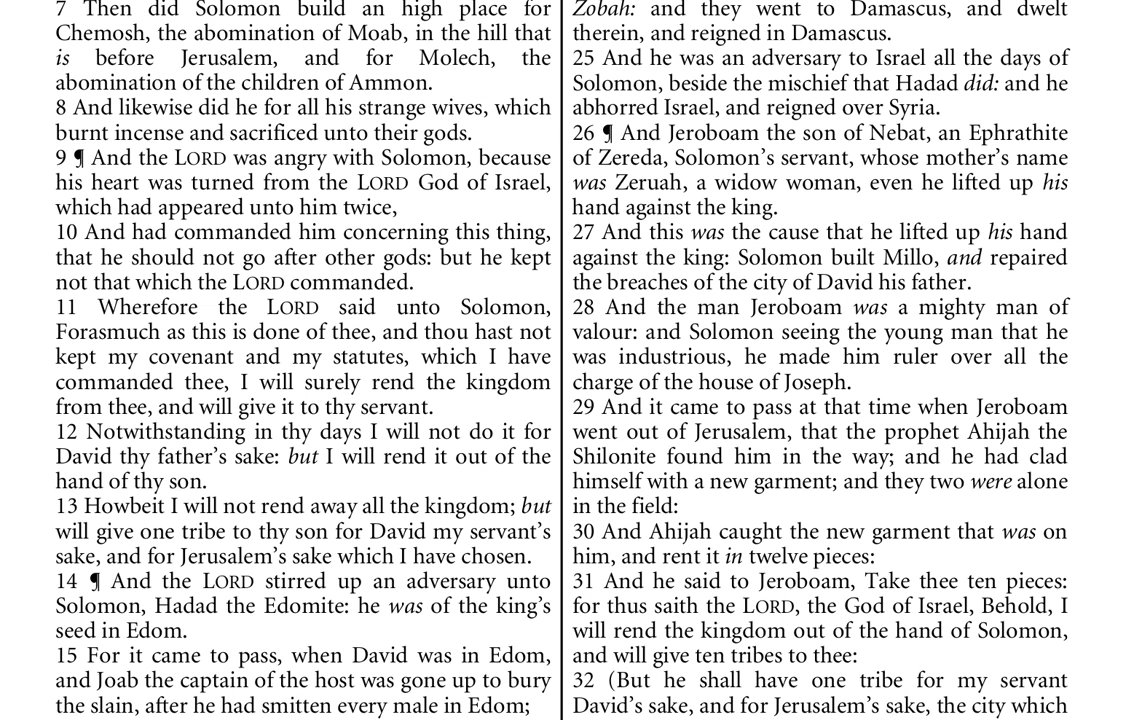 7 Then did Solomon build an high place for
Chemosh, the abomination of Moab, in the hill that
is before Jerusalem, and for Molech, the
abomination of the children of Ammon.
8 And likewise did he for all his strange wives, which
burnt incense and sacrificed unto their gods.
9 ¶ And the LORD was angry with Solomon, because
his heart was turned from the LORD God of Israel,
which had appeared unto him twice,
10 And had commanded him concerning this thing,
that he should not go after other gods: but he kept
not that which the LORD commanded.
11 Wherefore the LORD said unto Solomon,
Forasmuch as this is done of thee, and thou hast not
kept my covenant and my statutes, which I have
commanded thee, I will surely rend the kingdom
from thee, and will give it to thy servant.
12 Notwithstanding in thy days I will not do it for
David thy father’s sake: but I will rend it out of the
hand of thy son.
13 Howbeit I will not rend away all the kingdom; but
will give one tribe to thy son for David my servant’s
sake, and for Jerusalem’s sake which I have chosen.
14 ¶ And the LORD stirred up an adversary unto
Solomon, Hadad the Edomite: he was of the king’s
seed in Edom.
15 For it came to pass, when David was in Edom,
and Joab the captain of the host was gone up to bury
the slain, after he had smitten every male in Edom;
Zobah: and they went to Damascus, and dwelt
therein, and reigned in Damascus.
25 And he was an adversary to Israel all the days of
Solomon, beside the mischief that Hadad did: and he
abhorred Israel, and reigned over Syria.
26 ¶ And Jeroboam the son of Nebat, an Ephrathite
of Zereda, Solomon’s servant, whose mother’s name
was Zeruah, a widow woman, even he lifted up his
hand against the king.
27 And this was the cause that he lifted up his hand
against the king: Solomon built Millo, and repaired
the breaches of the city of David his father.
28 And the man Jeroboam was a mighty man of
valour: and Solomon seeing the young man that he
was industrious, he made him ruler over all the
charge of the house of Joseph.
29 And it came to pass at that time when Jeroboam
went out of Jerusalem, that the prophet Ahijah the
Shilonite found him in the way; and he had clad
himself with a new garment; and they two were alone
in the field:
30 And Ahijah caught the new garment that was on
him, and rent it in twelve pieces:
31 And he said to Jeroboam, Take thee ten pieces:
for thus saith the LORD, the God of Israel, Behold, I
will rend the kingdom out of the hand of Solomon,
and will give ten tribes to thee:
32 (But he shall have one tribe for my servant
David’s sake, and for Jerusalem’s sake, the city which